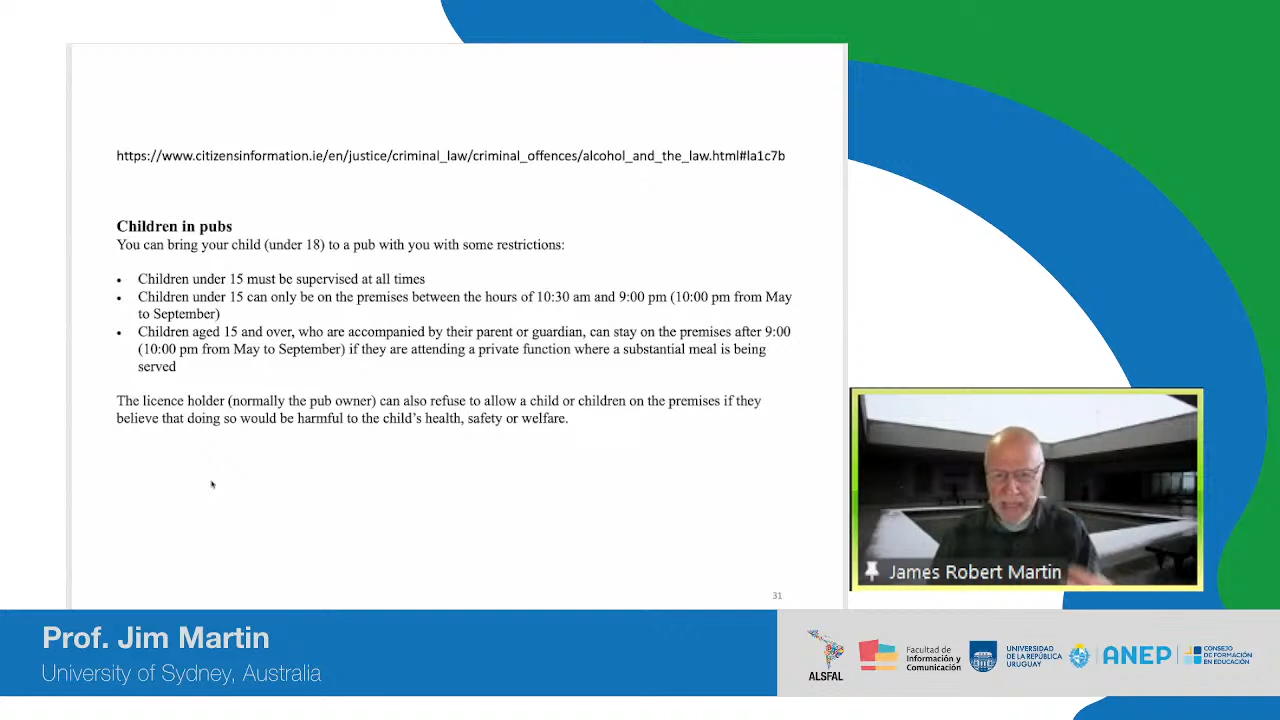 https://www.citizensinformation.ie/en/justice/criminal_law/criminal_offences/alcohol_and_the_law.html#la1c7b
Children in pubs
You can bring your child (under 18) to a pub with you with some restrictions:
• Children under 15 must be supervised at all times
• Children under 15 can only be on the premises between the hours of 10:30 am and 9:00 pm (10:00 pm from May
to September)
• Children aged 15 and over, who are accompanied by their parent or guardian, can stay on the premises after 9:00
(10:00 pm from May to September) if they are attending a private function where a substantial meal is being
served
The licence holder (normally the pub owner) can also refuse to allow a child or children on the premises if they
believe that doing so would be harmful to the child’s health, safety or welfare.
31
James Robert Martin
Prof. Jim Martin
University of Sydney, Australia
ALSFAL
Facultad de
Información y
Comunicación
UNIVERSIDAD
DE LA REPÚBLICA
URUGUAY
ANEP
CONSEJO
DE FORMACIÓN
EN EDUCACIÓN